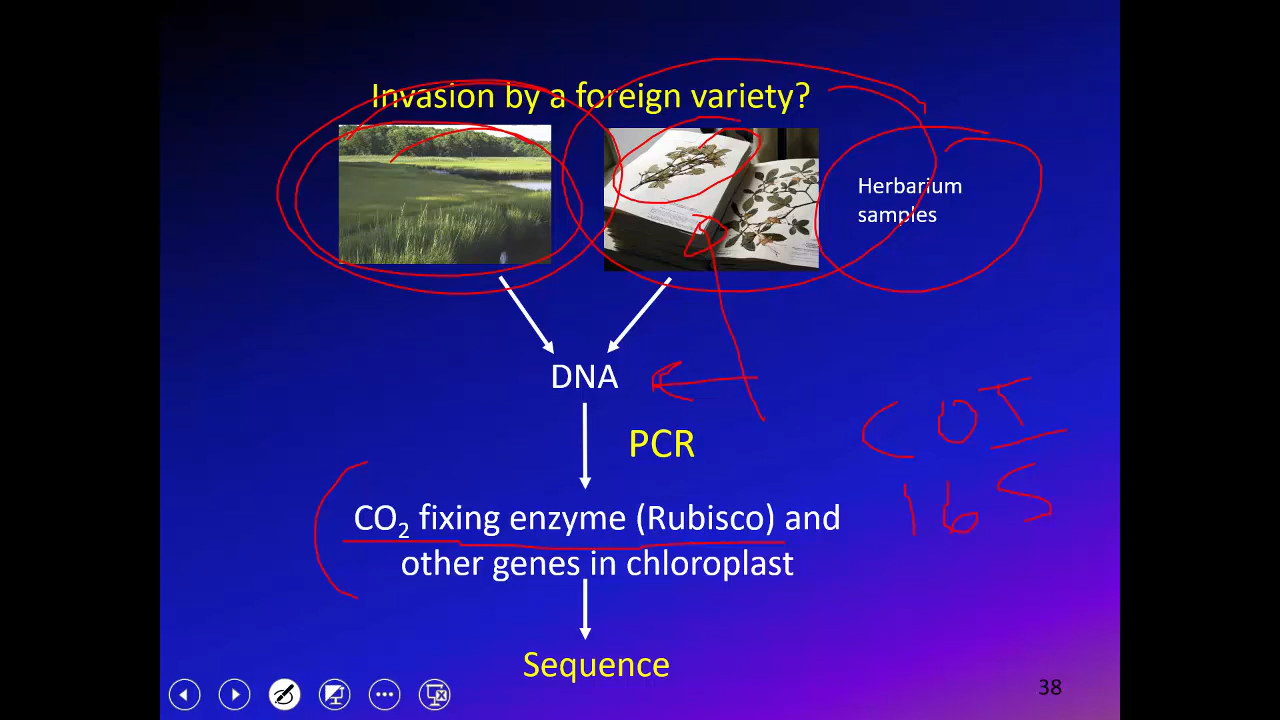 Invasion by a foreign variety?
Herbarium
samples
DNA
PCR
COI
16S
CO₂ fixing enzyme (Rubisco) and
other genes in chloroplast
Sequence
38